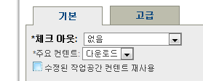 기본 고급
*체크 아웃: 없음
*주요 컨텐트: 다운로드
수정된 작업공간 컨텐트 재사용